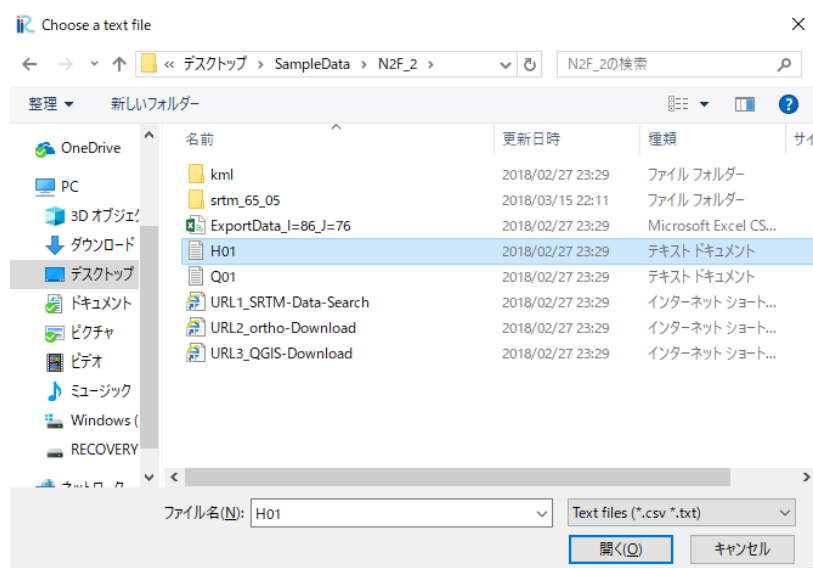 Choose a text file
« デスクトップ › SampleData › N2F_2 ›
N2F_2の検索
整理
新しいフォルダー
名前 更新日時 種類 サイ
OneDrive
PC
3D オブジェク
ダウンロード
デスクトップ
ドキュメント
ピクチャ
ビデオ
ミュージック
Windows (
RECOVERY
kml 2018/02/27 23:29 ファイル フォルダー
srtm_65_05 2018/03/15 22:11 ファイル フォルダー
ExportData_I=86_J=76 2018/02/27 23:29 Microsoft Excel CS...
H01 2018/02/27 23:29 テキスト ドキュメント
Q01 2018/02/27 23:29 テキスト ドキュメント
URL1_SRTM-Data-Search 2018/02/27 23:29 インターネット ショート...
URL2_ortho-Download 2018/02/27 23:29 インターネット ショート...
URL3_QGIS-Download 2018/02/27 23:29 インターネット ショート...
ファイル名(N): H01
Text files (*.csv *.txt)
開く(O) キャンセル